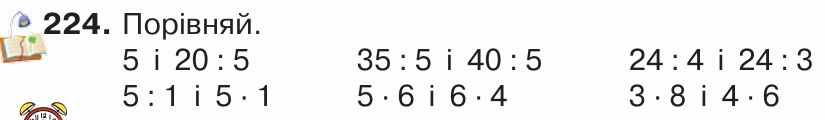 224. Порівняй.
5 і 20 : 5 35 : 5 і 40 : 5 24 : 4 і 24 : 3
5 : 1 і 5 · 1 5 · 6 і 6 · 4 3 · 8 і 4 · 6